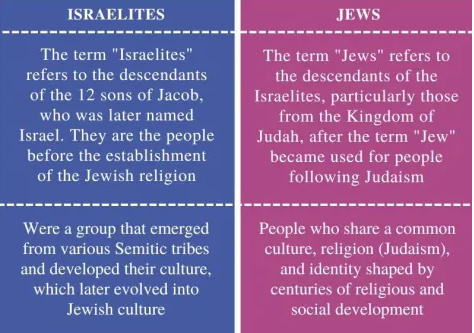 ISRAELITES
The term "Israelites"
refers to the descendants
of the 12 sons of Jacob,
who was later named
Israel. They are the people
before the establishment
of the Jewish religion
Were a group that emerged
from various Semitic tribes
and developed their culture,
which later evolved into
Jewish culture
JEWS
The term "Jews" refers to
the descendants of the
Israelites, particularly those
from the Kingdom of
Judah, after the term "Jew"
became used for people
following Judaism
People who share a common
culture, religion (Judaism),
and identity shaped by
centuries of religious and
social development